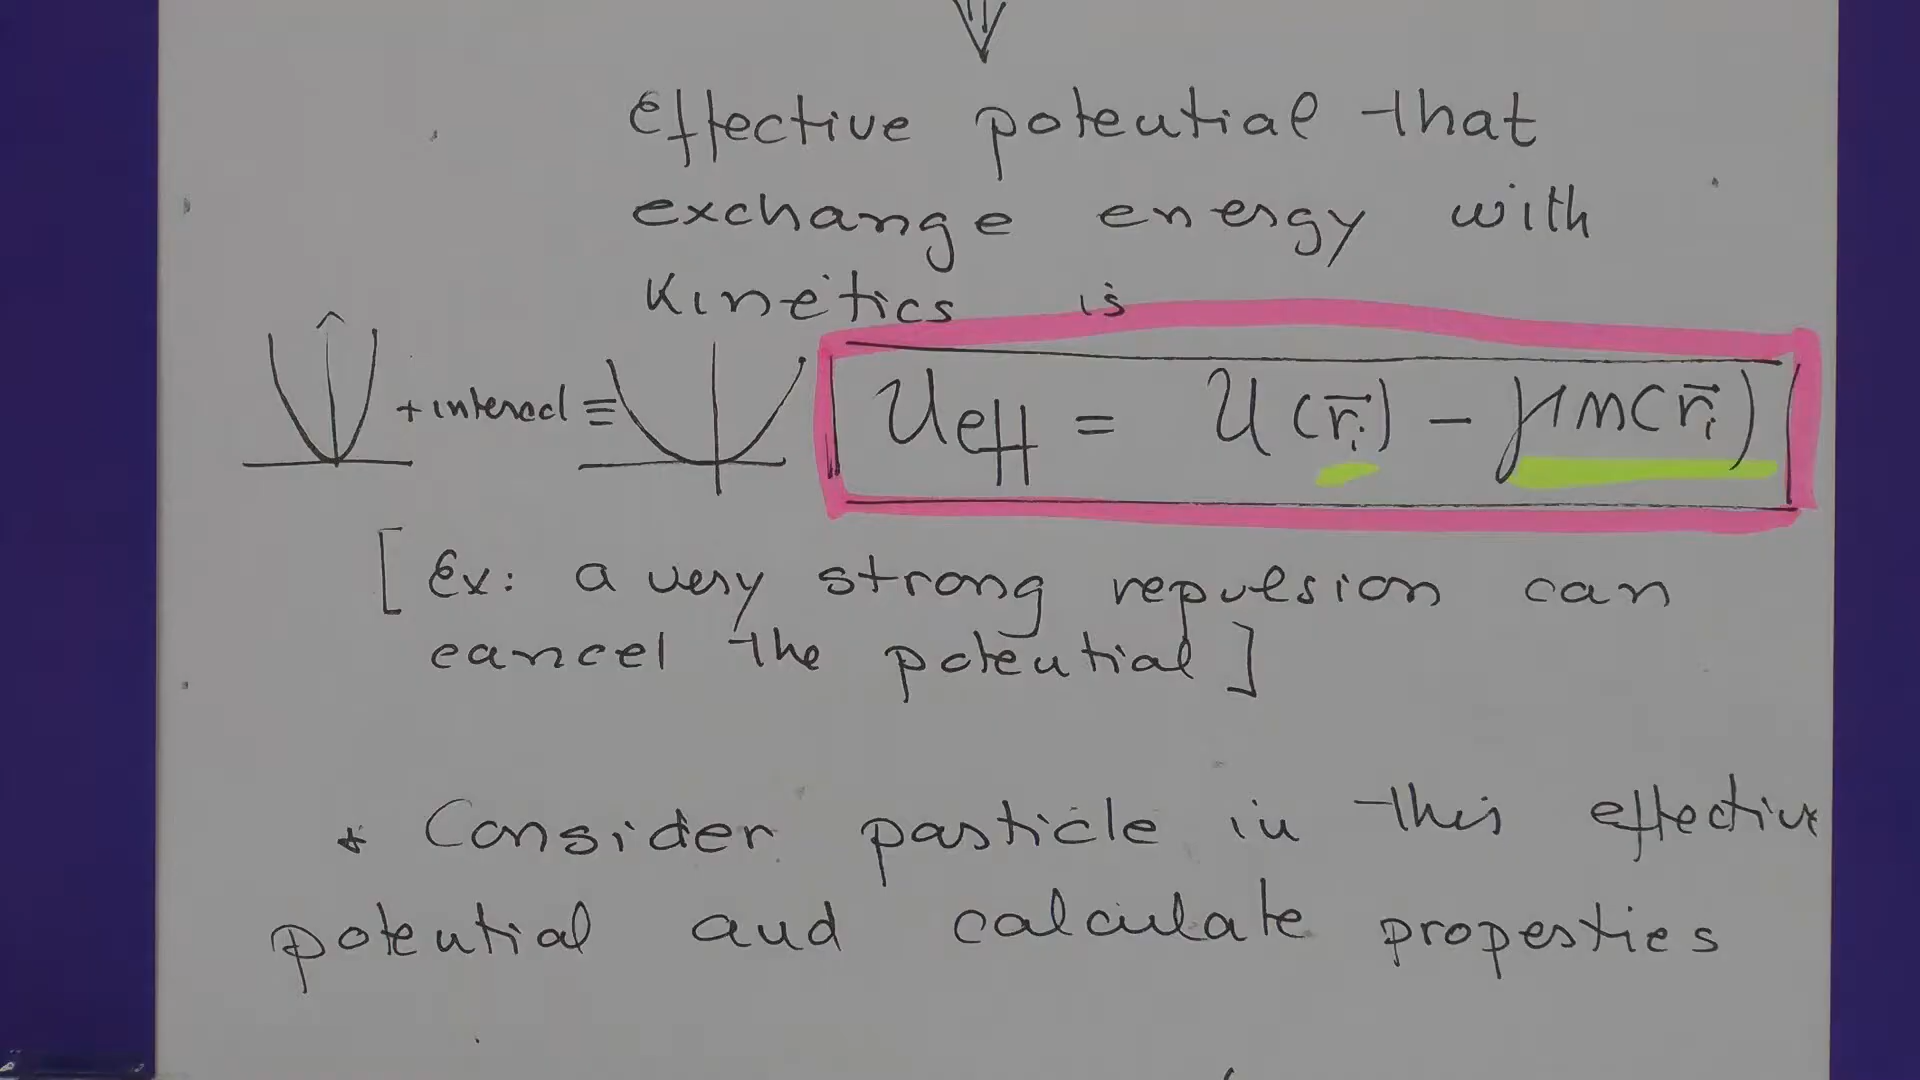 effective potential that
exchange energy with
kinetics is
+ interacl ≡
Ueff = U(r⃗ᵢ) - μm(r⃗ᵢ)
[Ex: a very strong repulsion can
cancel the potential]
* Consider particle in this effective
potential and calculate properties